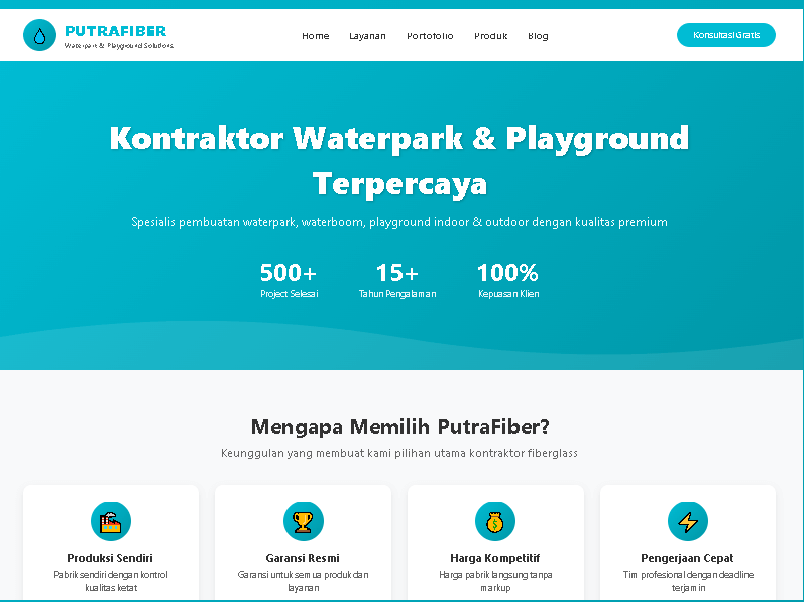 PUTRAFIBER
Waterpark & Playground Solutions
Home Layanan Portofolio Produk Blog
Konsultasi Gratis
Kontraktor Waterpark & Playground
Terpercaya
Spesialis pembuatan waterpark, waterboom, playground indoor & outdoor dengan kualitas premium
500+ 15+ 100%
Project Selesai Tahun Pengalaman Kepuasan Klien
Mengapa Memilih PutraFiber?
Keunggulan yang membuat kami pilihan utama kontraktor fiberglass
Produksi Sendiri
Pabrik sendiri dengan kontrol
kualitas ketat
Garansi Resmi
Garansi untuk semua produk dan
layanan
Harga Kompetitif
Harga pabrik langsung tanpa
markup
Pengerjaan Cepat
Tim profesional dengan deadline
terjamin